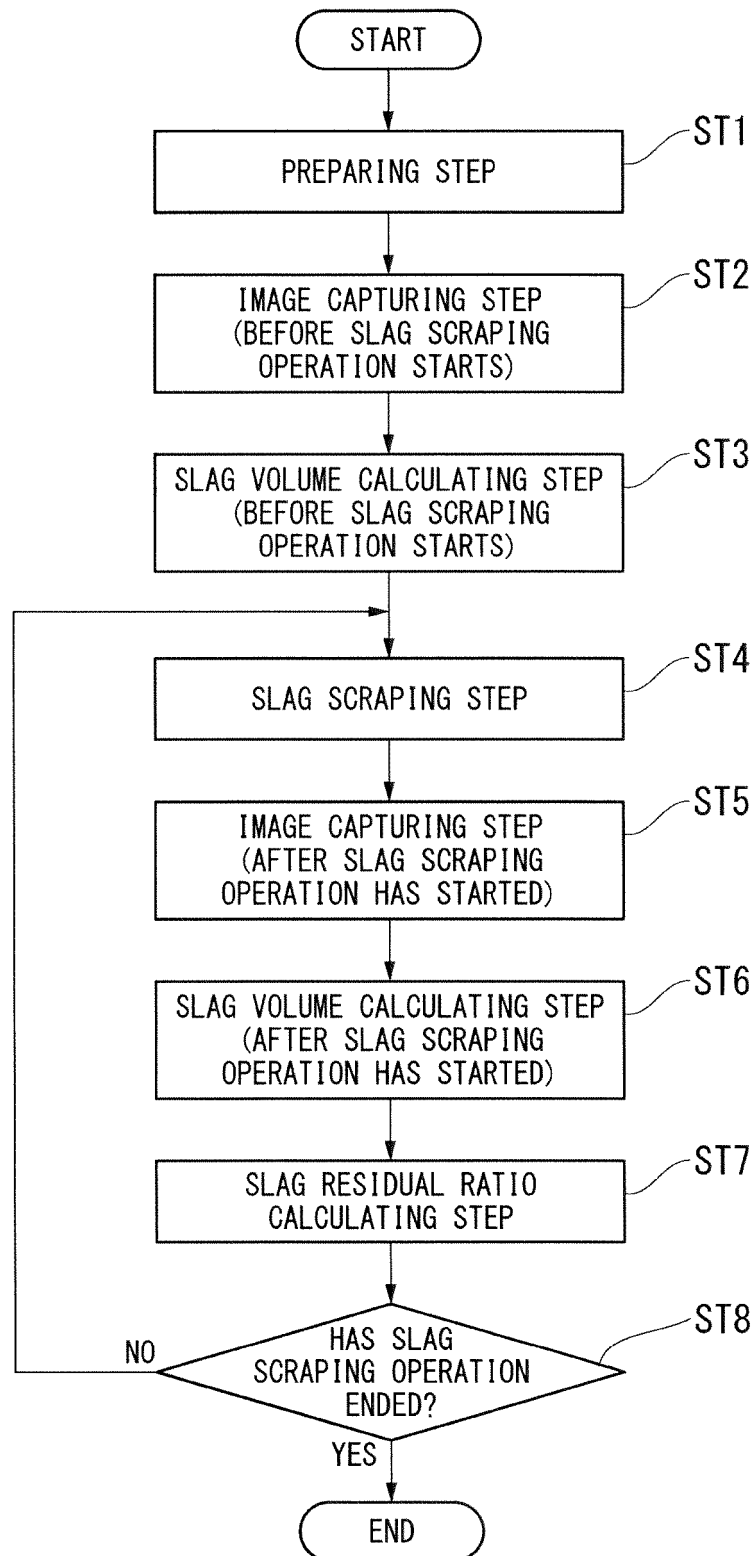 START
ST1
PREPARING STEP
ST2
IMAGE CAPTURING STEP
(BEFORE SLAG SCRAPING
OPERATION STARTS)
ST3
SLAG VOLUME CALCULATING STEP
(BEFORE SLAG SCRAPING
OPERATION STARTS)
ST4
SLAG SCRAPING STEP
ST5
IMAGE CAPTURING STEP
(AFTER SLAG SCRAPING
OPERATION HAS STARTED)
ST6
SLAG VOLUME CALCULATING STEP
(AFTER SLAG SCRAPING
OPERATION HAS STARTED)
ST7
SLAG RESIDUAL RATIO
CALCULATING STEP
ST8
HAS SLAG
SCRAPING OPERATION
ENDED?
NO
YES
END